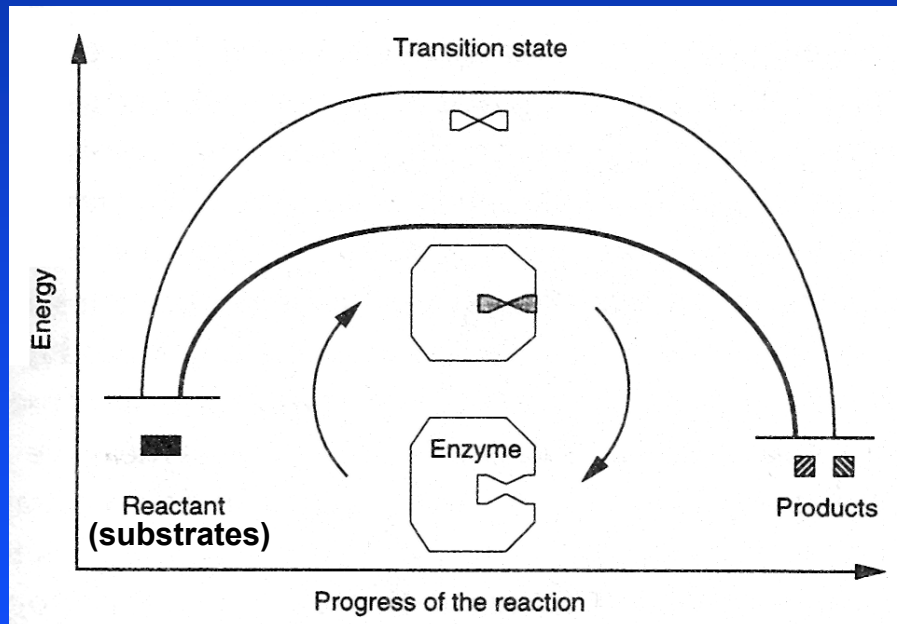 Transition state
Energy
Enzyme
Reactant
(substrates)
Products
Progress of the reaction